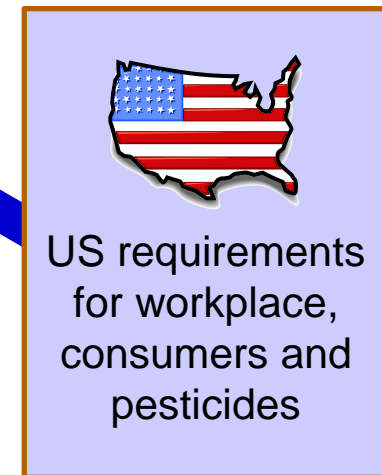 US requirements
for workplace,
consumers and
pesticides